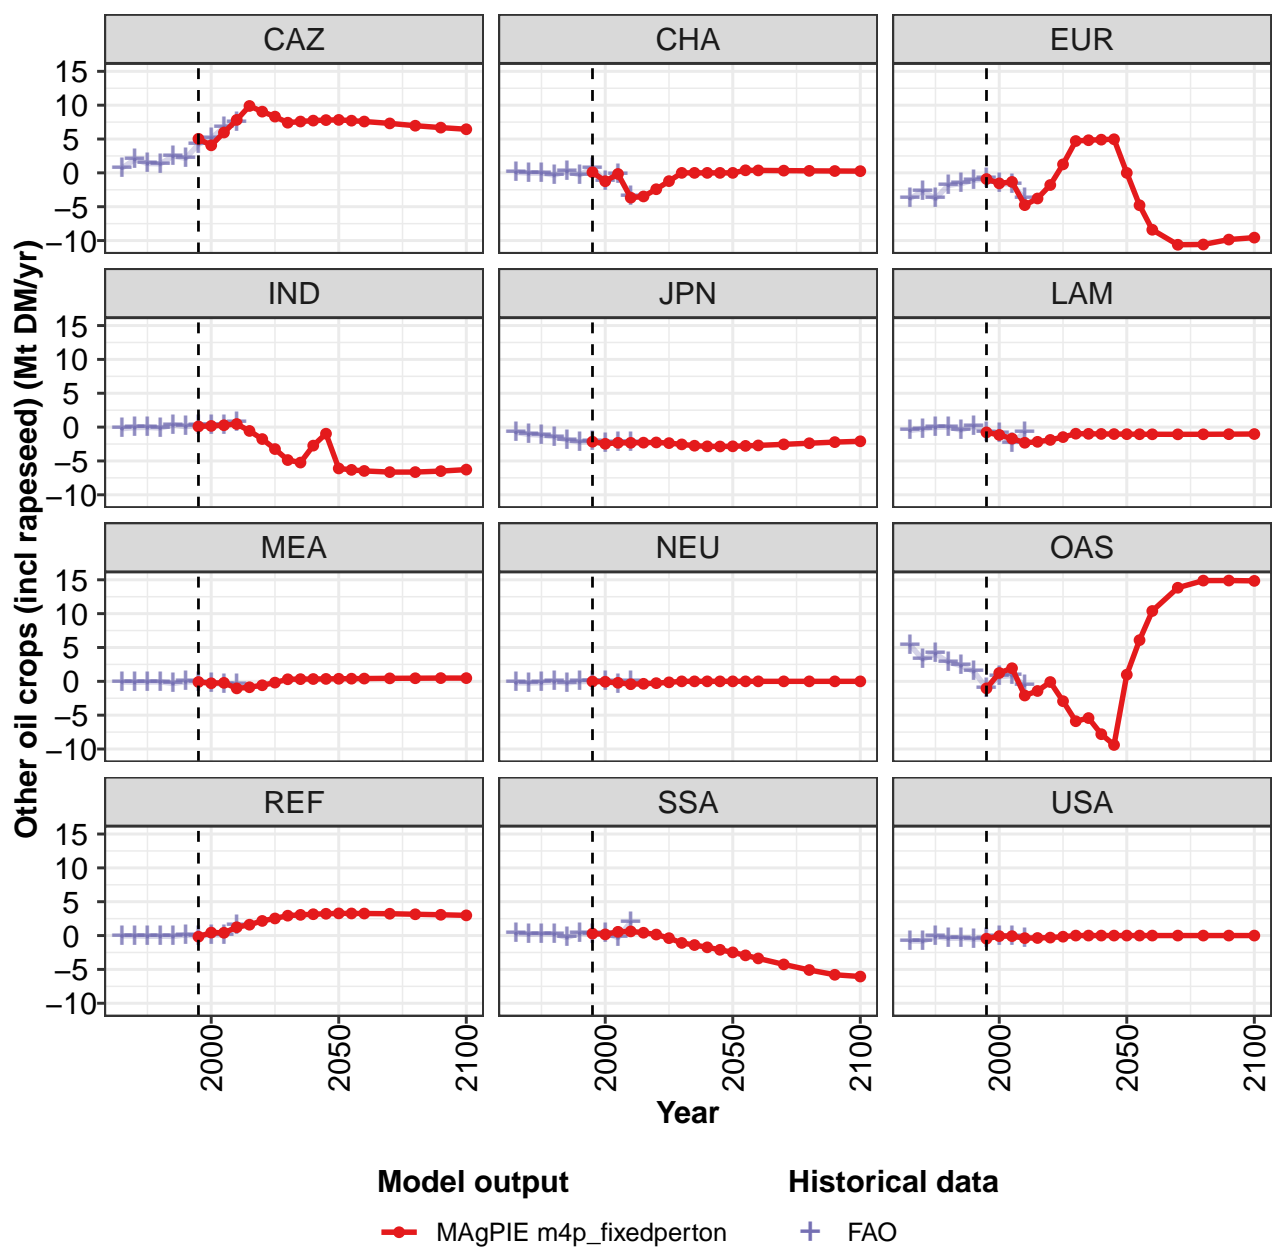 CAZ CHA EUR
15
10
5
0
−5
−10
IND JPN LAM
15
10
5
0
−5
−10
MEA NEU OAS
15
10
5
0
−5
−10
REF SSA USA
15
10
5
0
−5
−10
2000 2050 2100 2000 2050 2100 2000 2050 2100
Other oil crops (incl rapeseed) (Mt DM/yr)
Year
Model output Historical data
MAgPIE m4p_fixedperton FAO